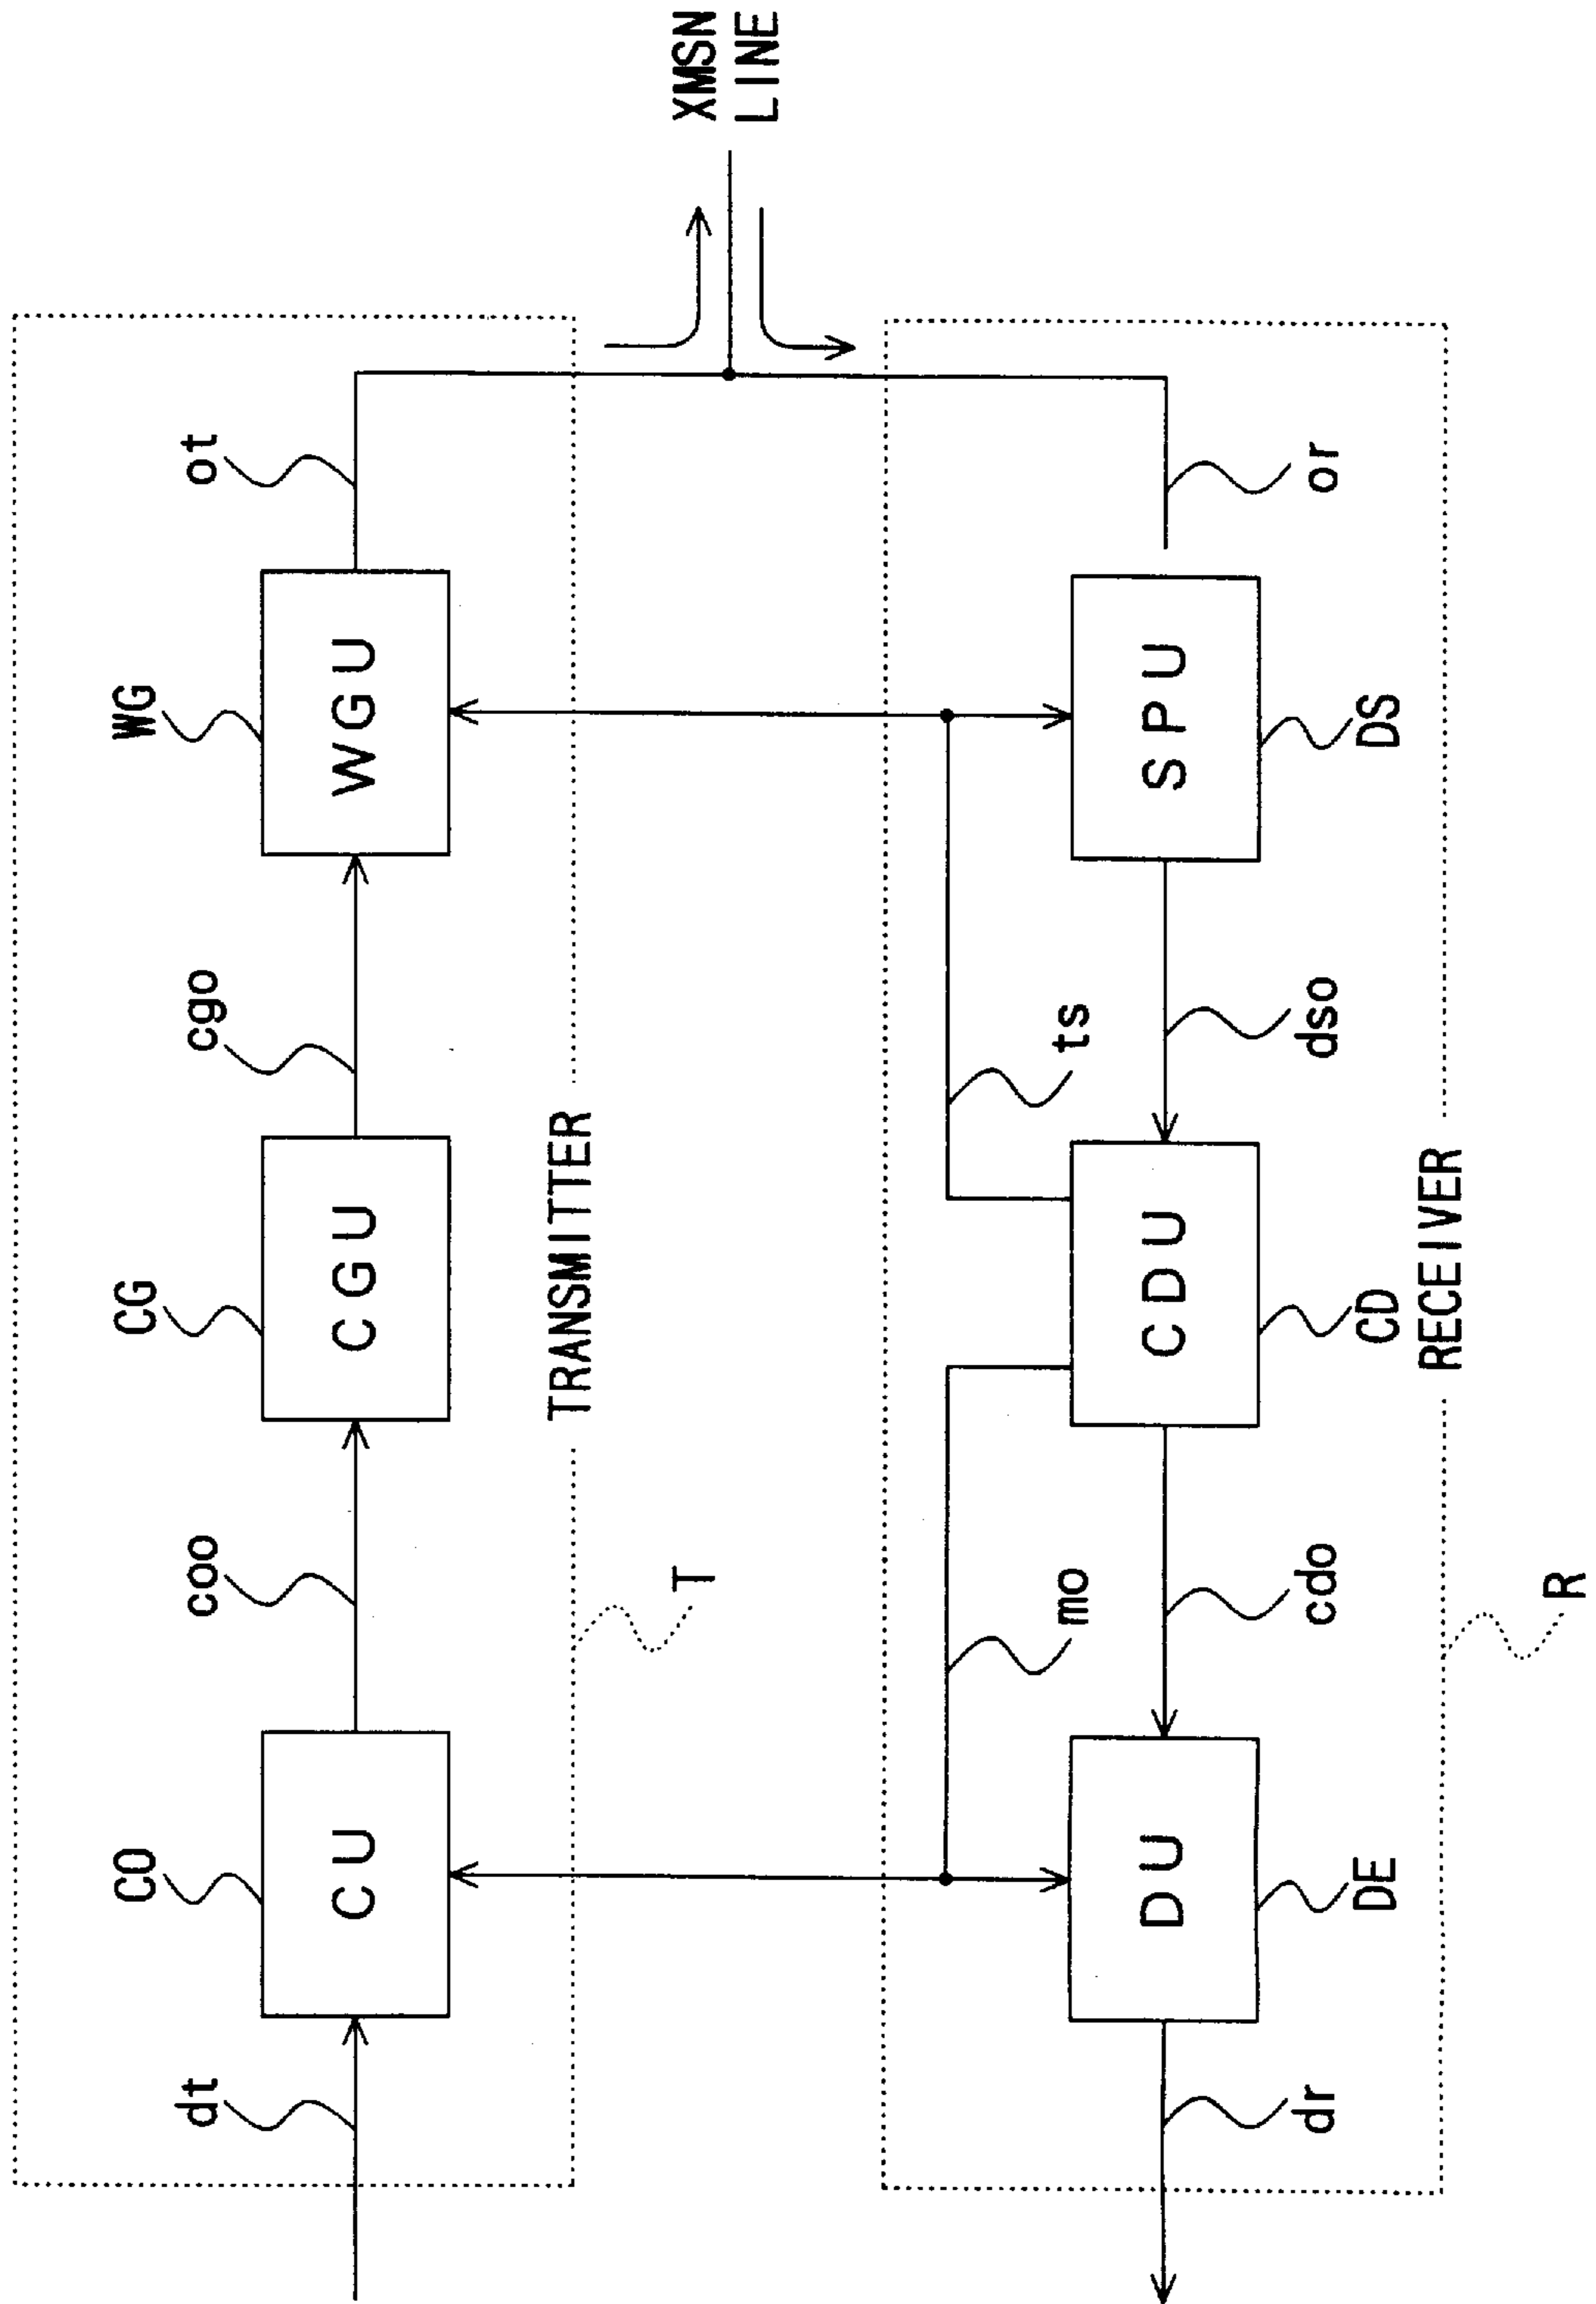 CO
CG
WG
dt
coo
cgo
ot
CU
CGU
WGU
TRANSMITTER
T
XMSN
LINE
mo
ts
DU
CDU
SPU
dr
cdo
dso
or
DE
CD
DS
RECEIVER
R